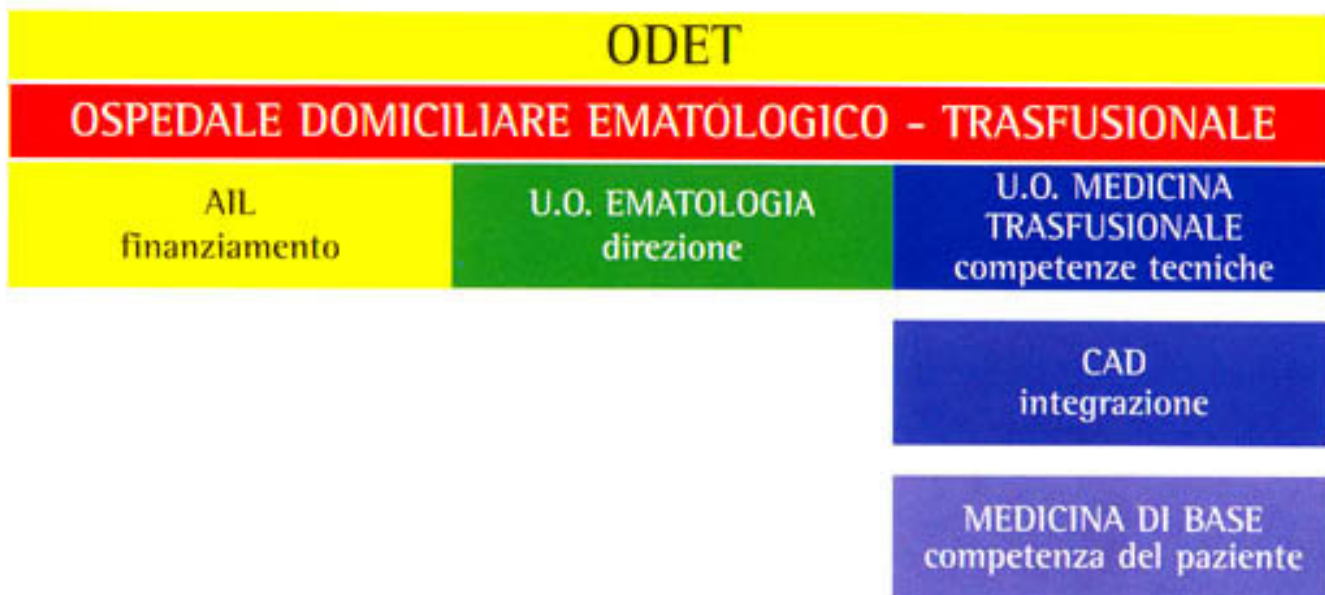 ODET
OSPEDALE DOMICILIARE EMATOLOGICO - TRASFUSIONALE
AIL
finanziamento
U.O. EMATOLOGIA
direzione
U.O. MEDICINA
TRASFUSIONALE
competenze tecniche
CAD
integrazione
MEDICINA DI BASE
competenza del paziente